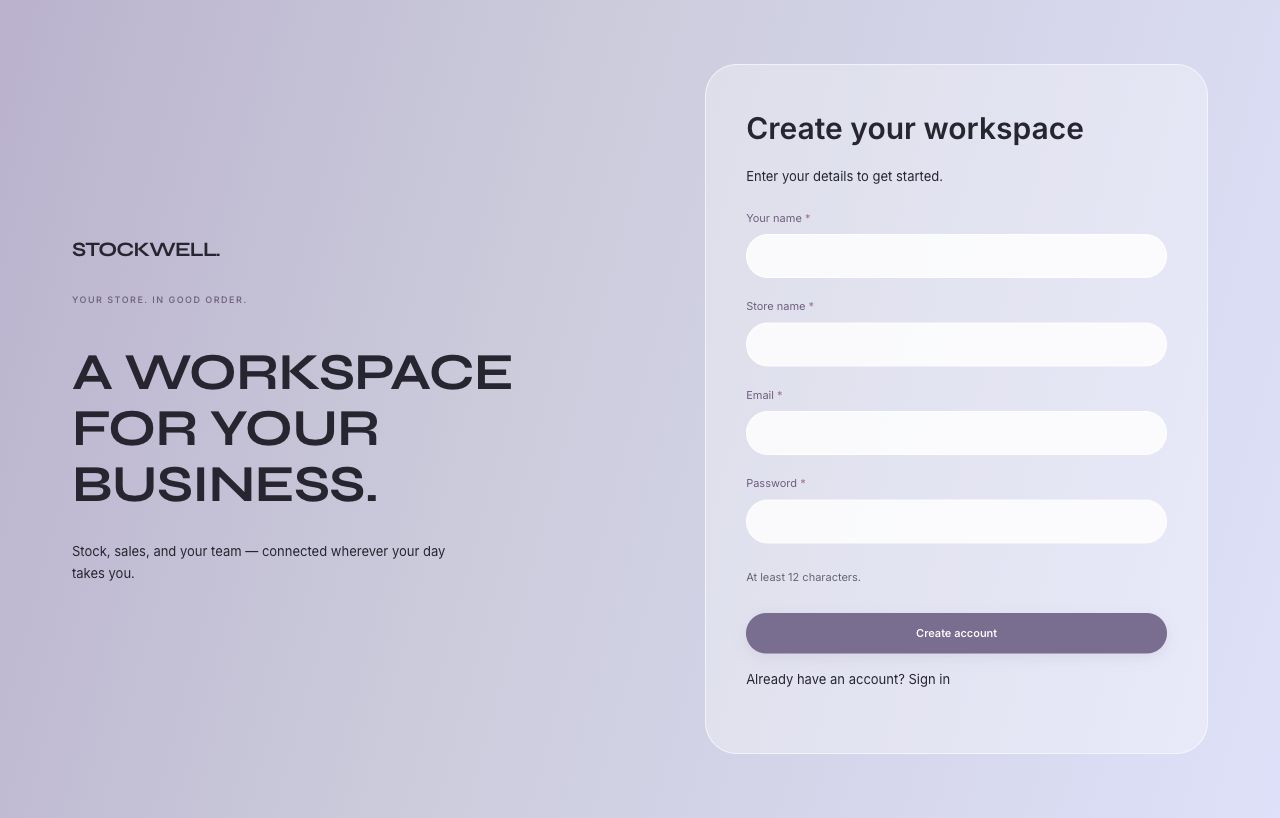 STOCKWELL.
YOUR STORE. IN GOOD ORDER.
A WORKSPACE
FOR YOUR
BUSINESS.
Stock, sales, and your team — connected wherever your day
takes you.
Create your workspace
Enter your details to get started.
Your name *
Store name *
Email *
Password *
At least 12 characters.
Create account
Already have an account? Sign in